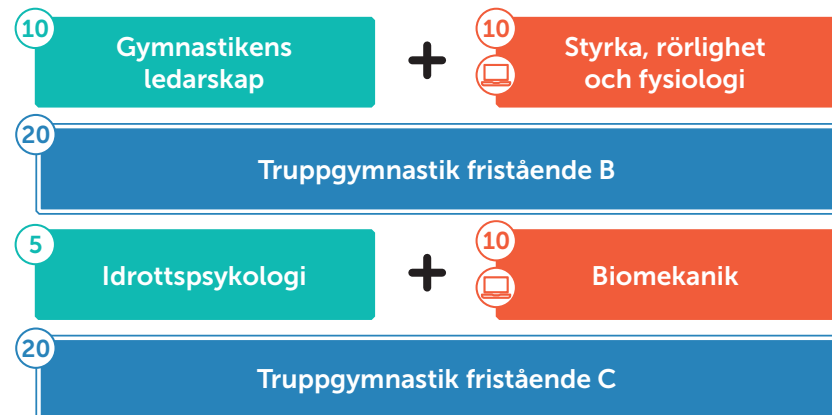 10
Gymnastikens
ledarskap
+
10
Styrka, rörlighet
och fysiologi
20
Truppgymnastik fristående B
5
Idrottspsykologi
+
10
Biomekanik
20
Truppgymnastik fristående C